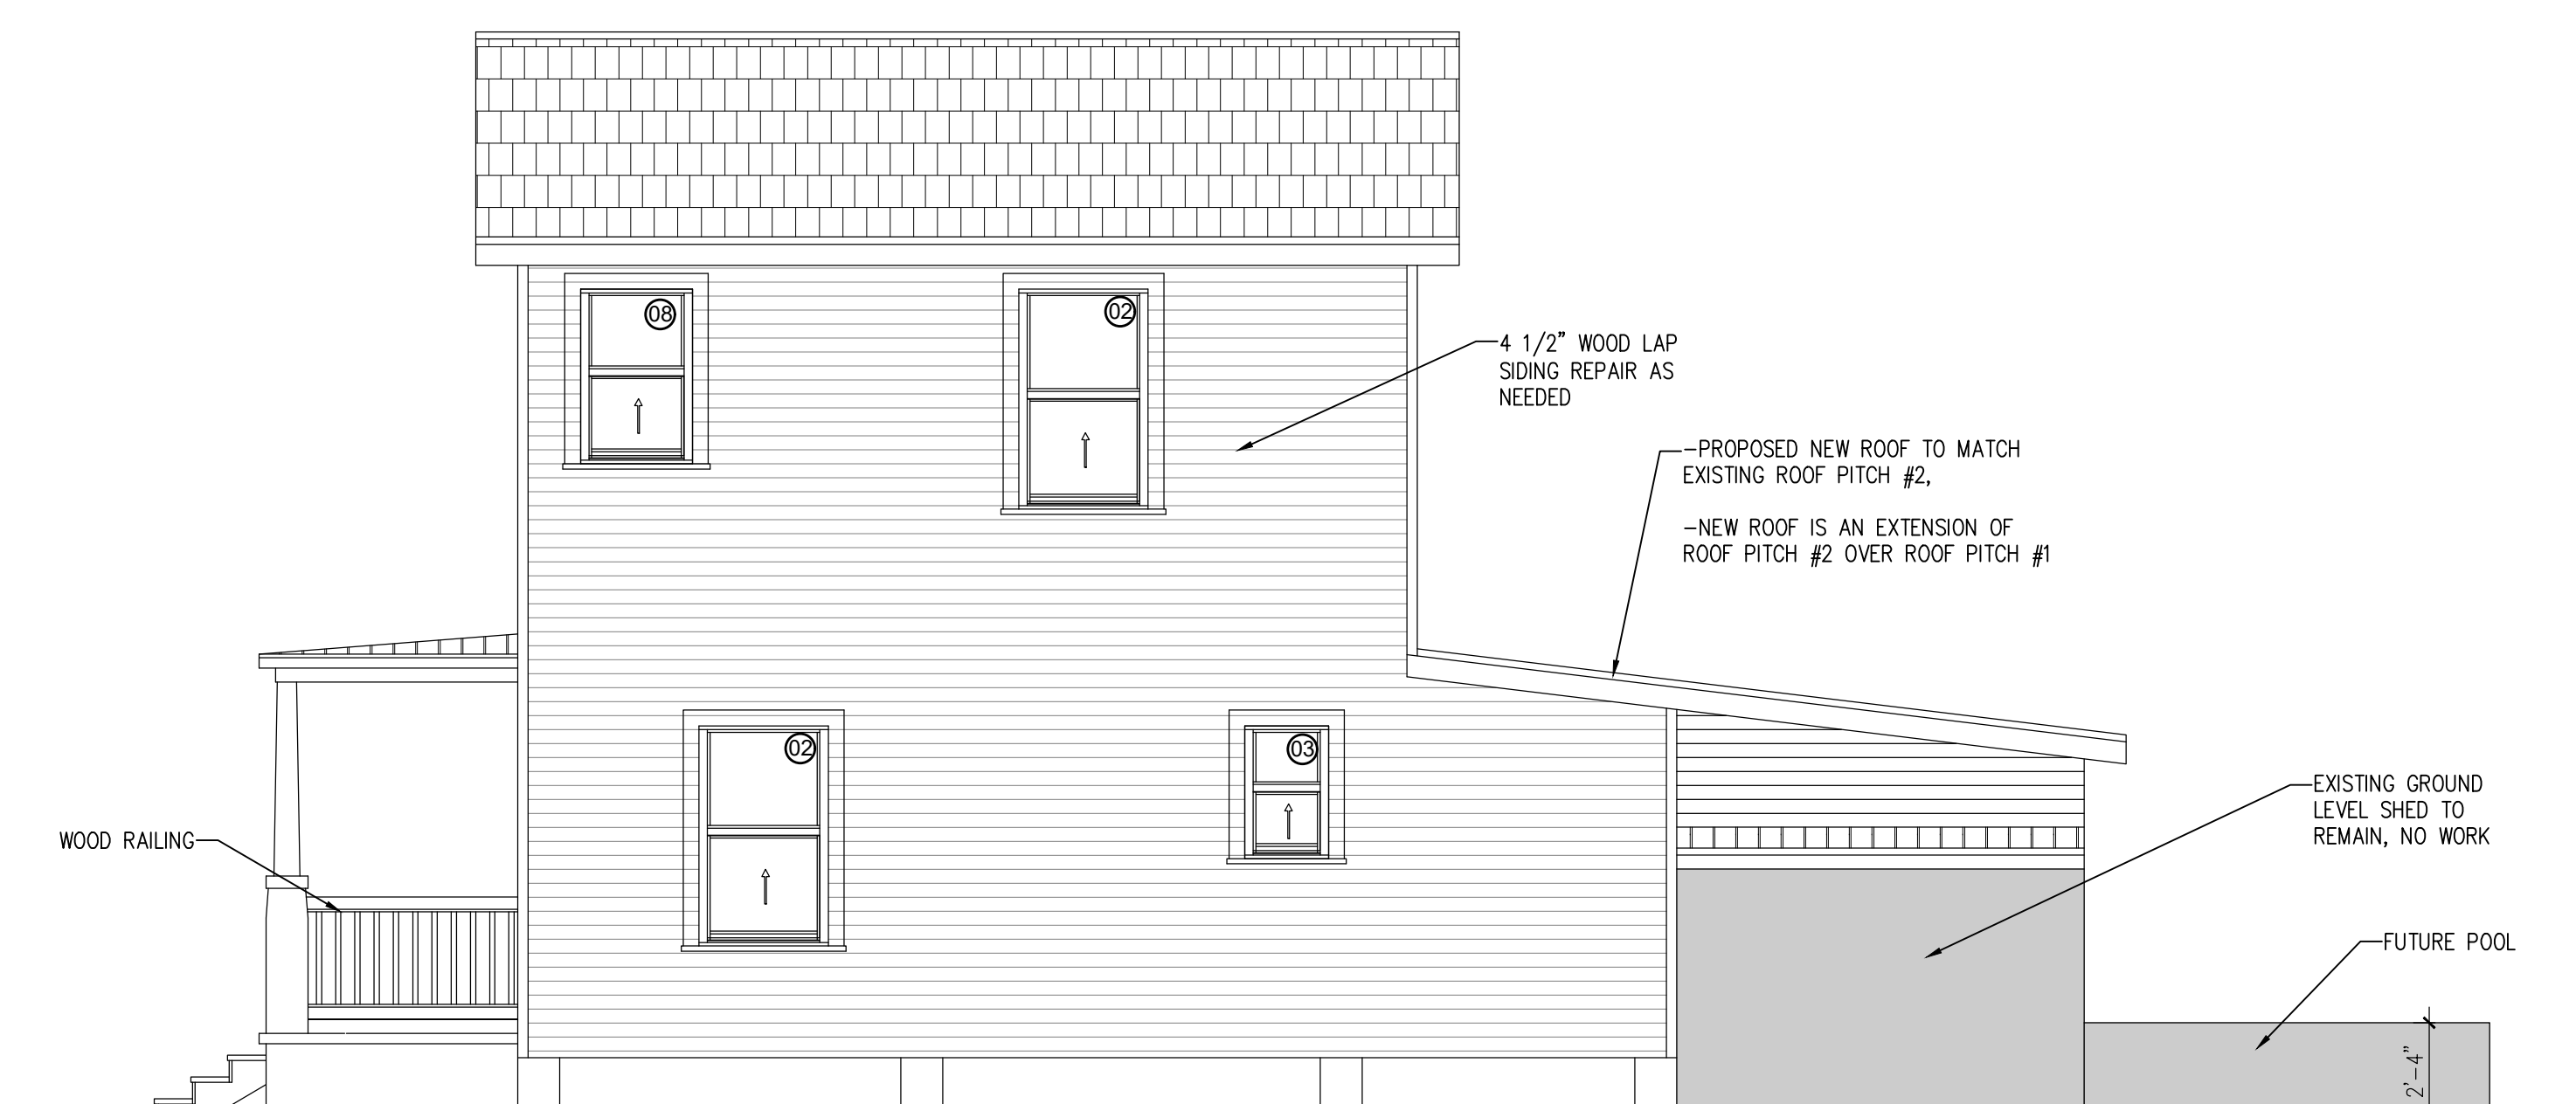 08
02
4 1/2" WOOD LAP
SIDING REPAIR AS
NEEDED
-PROPOSED NEW ROOF TO MATCH
EXISTING ROOF PITCH #2,
-NEW ROOF IS AN EXTENSION OF
ROOF PITCH #2 OVER ROOF PITCH #1
02
03
WOOD RAILING
EXISTING GROUND
LEVEL SHED TO
REMAIN, NO WORK
FUTURE POOL
2'-4"